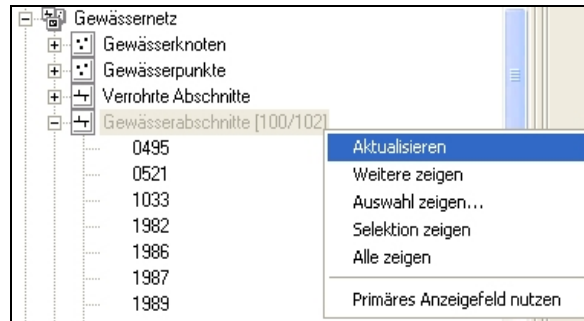 Gewässernetz
Gewässerknoten
Gewässerpunkte
Verrohrte Abschnitte
Gewässerabschnitte [100/102]
0495
0521
1033
1982
1986
1987
1989
Aktualisieren
Weitere zeigen
Auswahl zeigen...
Selektion zeigen
Alle zeigen
Primäres Anzeigefeld nutzen